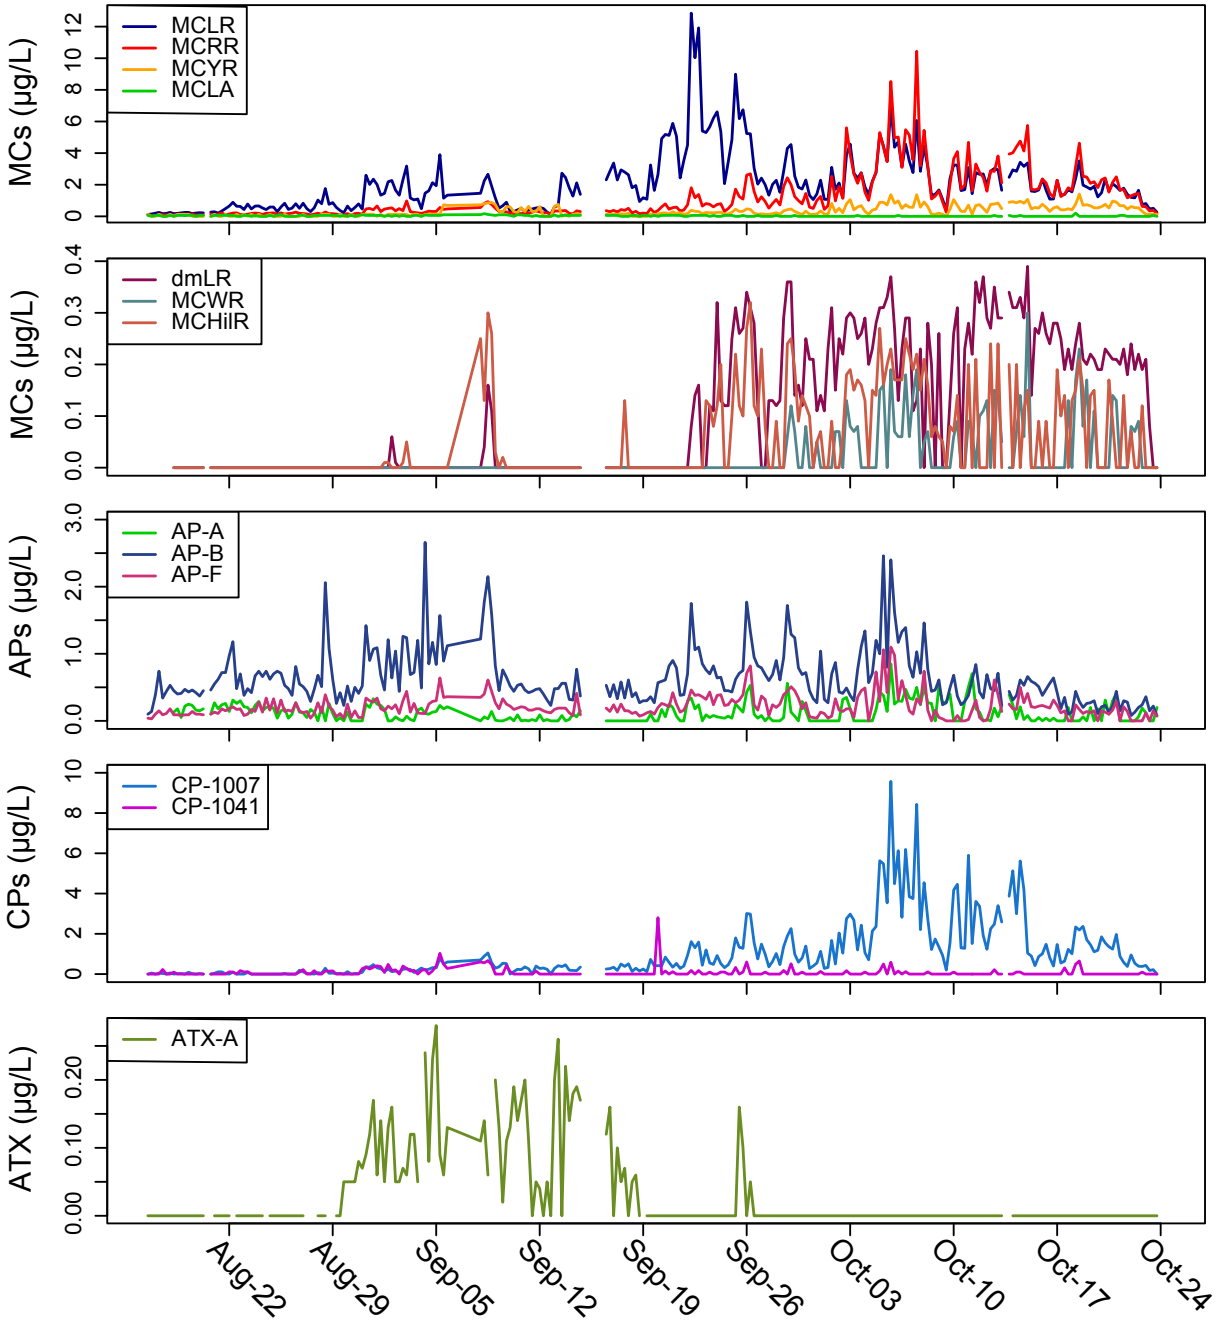 MCs (µg/L)
0 2 4 6 8 10 12
MCLR
MCRR
MCYR
MCLA
MCs (µg/L)
0.0 0.1 0.2 0.3 0.4
dmLR
MCWR
MCHilR
APs (µg/L)
0.0 1.0 2.0 3.0
AP-A
AP-B
AP-F
CPs (µg/L)
0 2 4 6 8 10
CP-1007
CP-1041
ATX (µg/L)
0.00 0.10 0.20
ATX-A
Aug-22 Aug-29 Sep-05 Sep-12 Sep-19 Sep-26 Oct-03 Oct-10 Oct-17 Oct-24